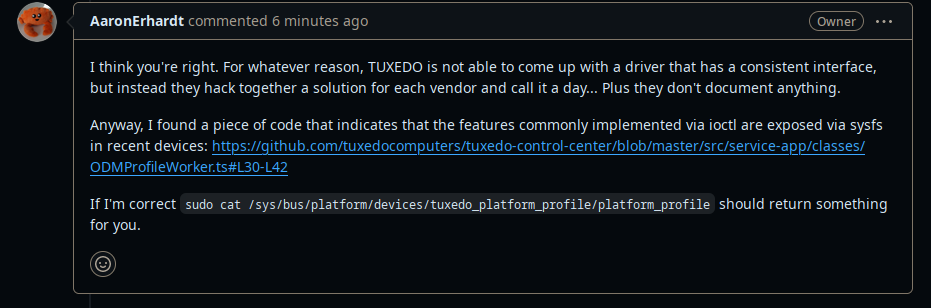 AaronErhardt commented 6 minutes ago
Owner
I think you're right. For whatever reason, TUXEDO is not able to come up with a driver that has a consistent interface,
but instead they hack together a solution for each vendor and call it a day... Plus they don't document anything.
Anyway, I found a piece of code that indicates that the features commonly implemented via ioctl are exposed via sysfs
in recent devices: https://github.com/tuxedocomputers/tuxedo-control-center/blob/master/src/service-app/classes/
ODMProfileWorker.ts#L30-L42
If I'm correct sudo cat /sys/bus/platform/devices/tuxedo_platform_profile/platform_profile should return something
for you.